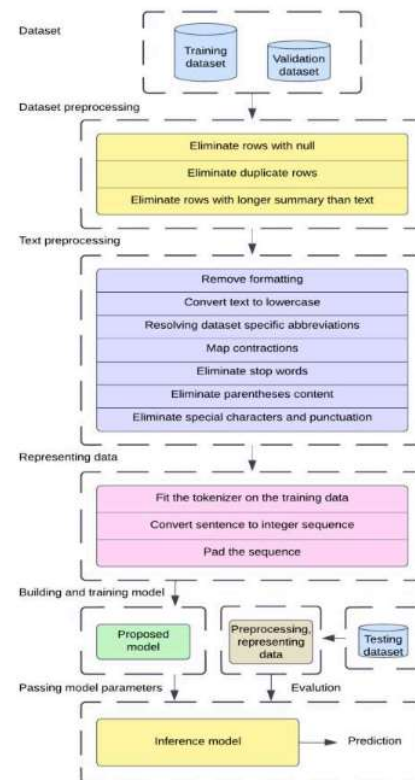 Dataset
Training
dataset
Validation
dataset
Dataset preprocessing
Eliminate rows with null
Eliminate duplicate rows
Eliminate rows with longer summary than text
Text preprocessing
Remove formatting
Convert text to lowercase
Resolving dataset specific abbreviations
Map contractions
Eliminate stop words
Eliminate parentheses content
Eliminate special characters and punctuation
Representing data
Fit the tokenizer on the training data
Convert sentence to integer sequence
Pad the sequence
Building and training model
Proposed
model
Preprocessing,
representing
data
Testing
dataset
Passing model parameters
Evalution
Inference model
Prediction